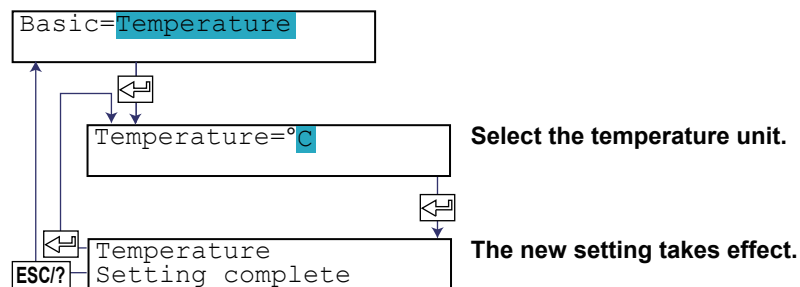 Basic=Temperature
Temperature=°C
Select the temperature unit.
Temperature
Setting complete
The new setting takes effect.
ESC/?